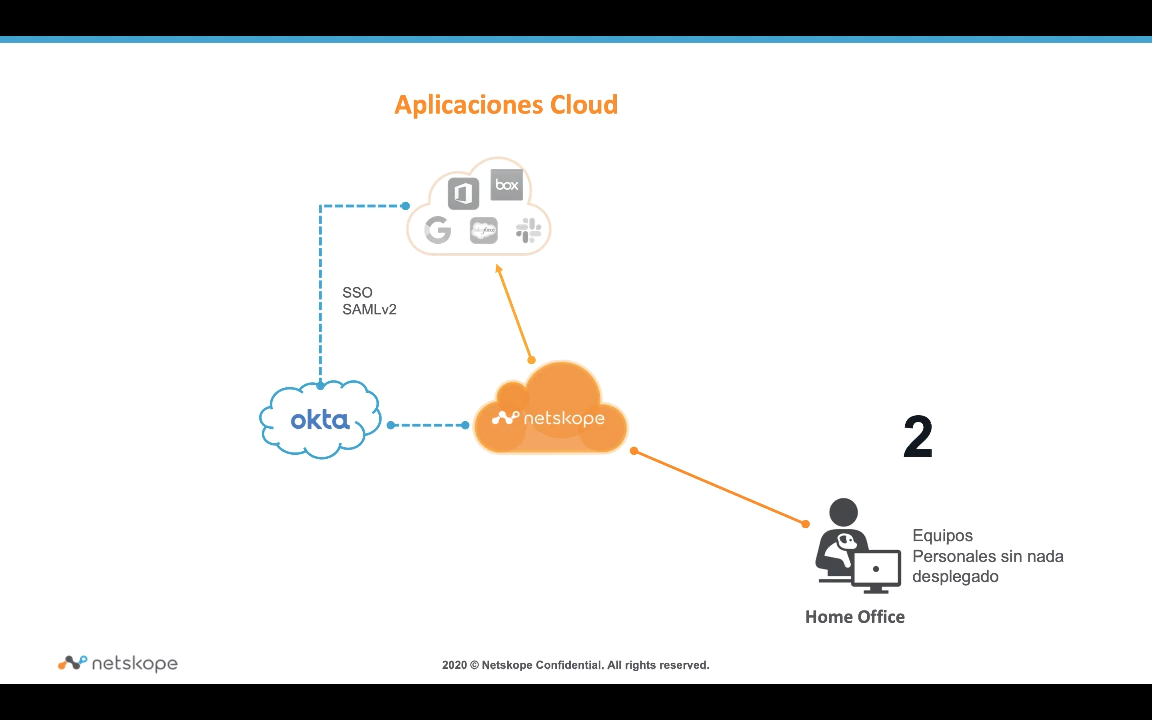 Aplicaciones Cloud
box
SSO
SAMLv2
okta
netskope
2
Equipos
Personales sin nada
desplegado
Home Office
netskope
2020 © Netskope Confidential. All rights reserved.